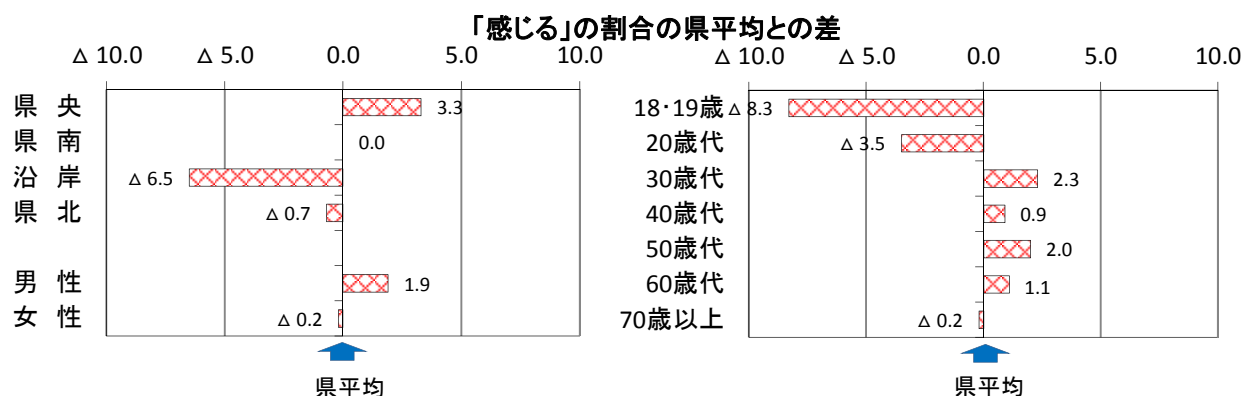 「感じる」の割合の県平均との差
△ 10.0 △ 5.0 0.0 5.0 10.0
県 央 3.3
県 南 0.0
沿 岸 △ 6.5
県 北 △ 0.7
男 性 1.9
女 性 △ 0.2
県平均
△ 10.0 △ 5.0 0.0 5.0 10.0
18・19歳 △ 8.3
20歳代 △ 3.5
30歳代 2.3
40歳代 0.9
50歳代 2.0
60歳代 1.1
70歳以上 △ 0.2
県平均